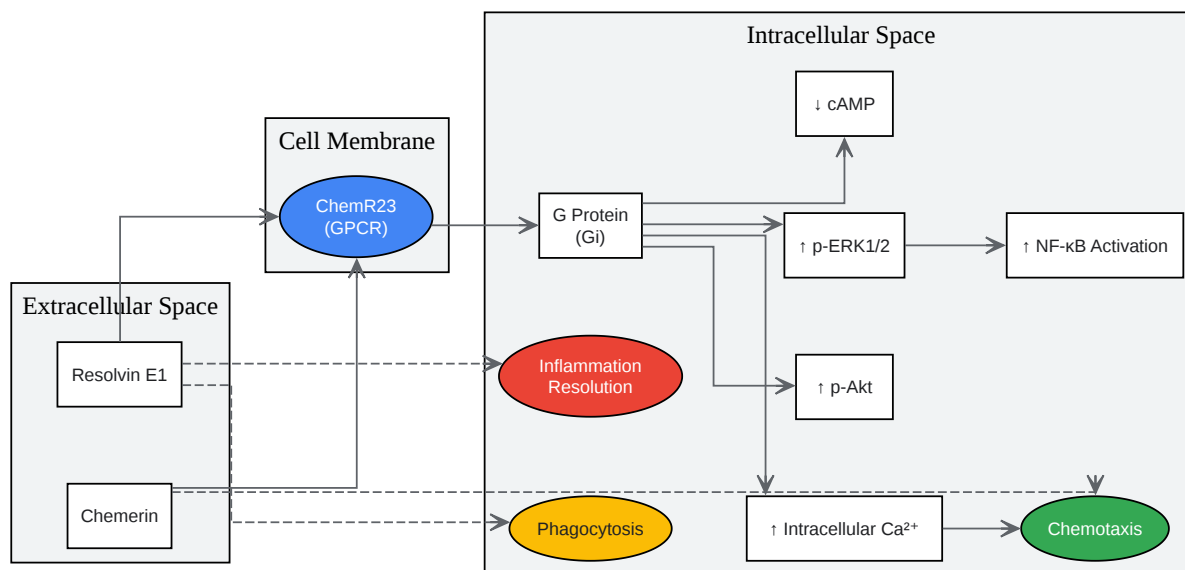 Intracellular Space
↓ cAMP
Cell Membrane
ChemR23
(GPCR)
G Protein
(Gi)
↑ p-ERK1/2
↑ NF-κB Activation
Extracellular Space
Resolvin E1
Inflammation
Resolution
↑ p-Akt
Chemerin
Phagocytosis
↑ Intracellular Ca²⁺
Chemotaxis